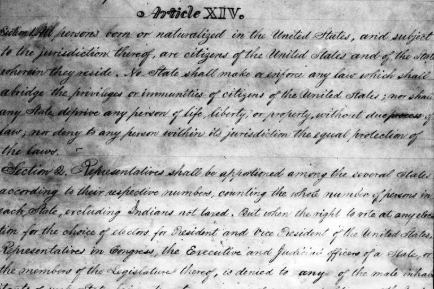 Article XIV.
Section 1. All persons born or naturalized in the United States, and subject
to the jurisdiction thereof, are citizens of the United States and of the State
wherein they reside. No State shall make or enforce any law which shall
abridge the privileges or immunities of citizens of the United States; nor shall
any State deprive any person of life, liberty, or property, without due process of
law; nor deny to any person within its jurisdiction the equal protection of
the laws.
Section 2. Representatives shall be apportioned among the several States
according to their respective numbers, counting the whole number of persons in
each State, excluding Indians not taxed. But when the right to vote at any elec
tion for the choice of electors for President and Vice President of the United States,
Representatives in Congress, the Executive and Judicial officers of a State, or
the members of the Legislature thereof, is denied to any of the male inhab